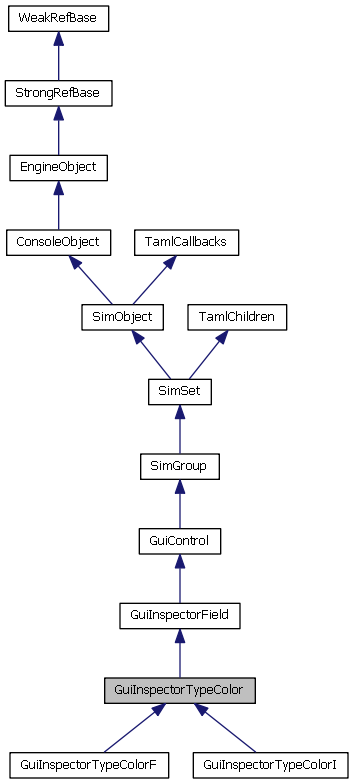 WeakRefBase
StrongRefBase
EngineObject
ConsoleObject
TamlCallbacks
SimObject
TamlChildren
SimSet
SimGroup
GuiControl
GuiInspectorField
GuiInspectorTypeColor
GuiInspectorTypeColorF
GuiInspectorTypeColorI